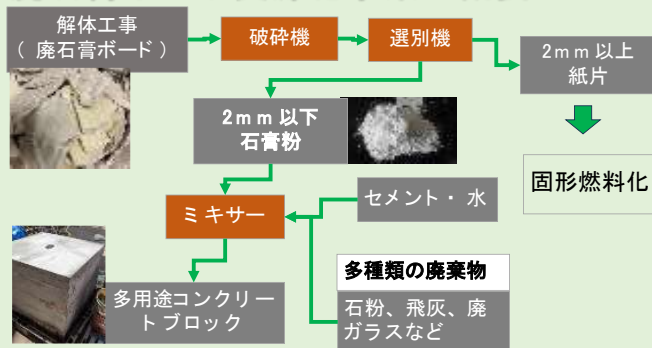 解体工事
（廃石膏ボード）
破砕機
選別機
2mm以上
紙片
2mm以下
石膏粉
固形燃料化
ミキサー
セメント・水
多種類の廃棄物
多用途コンクリー
トブロック
石粉、飛灰、廃
ガラスなど